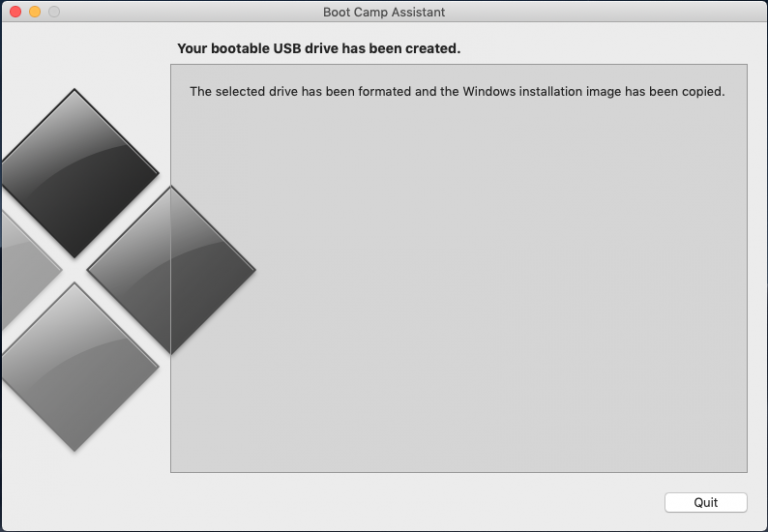 Boot Camp Assistant
Your bootable USB drive has been created.
The selected drive has been formated and the Windows installation image has been copied.
Quit